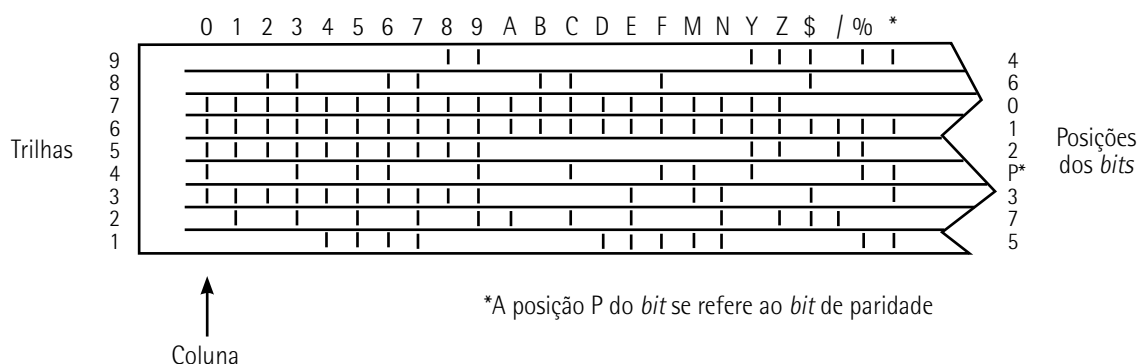 0 1 2 3 4 5 6 7 8 9 A B C D E F M N Y Z $ / % *
9 4
8 6
7 0
6 1
Trilhas 5 2 Posições
4 P* dos bits
3 3
2 7
1 5
*A posição P do bit se refere ao bit de paridade
Coluna